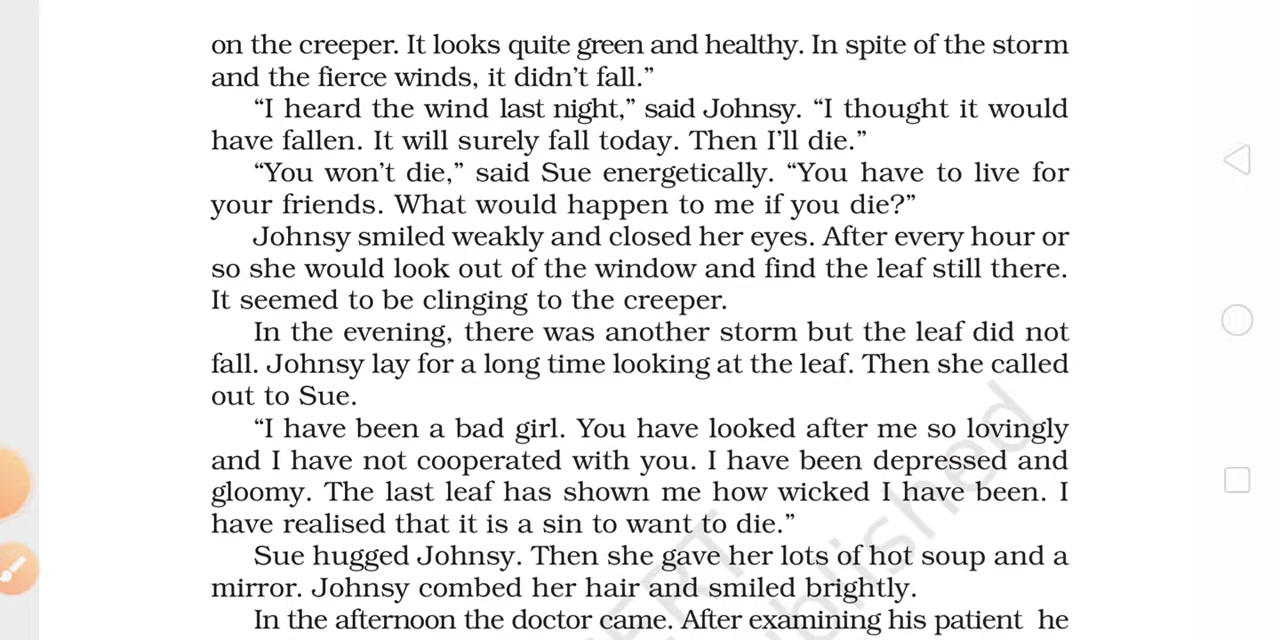 on the creeper. It looks quite green and healthy. In spite of the storm
and the fierce winds, it didn’t fall.”
“I heard the wind last night,” said Johnsy. “I thought it would
have fallen. It will surely fall today. Then I’ll die.”
“You won’t die,” said Sue energetically. “You have to live for
your friends. What would happen to me if you die?”
Johnsy smiled weakly and closed her eyes. After every hour or
so she would look out of the window and find the leaf still there.
It seemed to be clinging to the creeper.
In the evening, there was another storm but the leaf did not
fall. Johnsy lay for a long time looking at the leaf. Then she called
out to Sue.
“I have been a bad girl. You have looked after me so lovingly
and I have not cooperated with you. I have been depressed and
gloomy. The last leaf has shown me how wicked I have been. I
have realised that it is a sin to want to die.”
Sue hugged Johnsy. Then she gave her lots of hot soup and a
mirror. Johnsy combed her hair and smiled brightly.
In the afternoon the doctor came. After examining his patient he